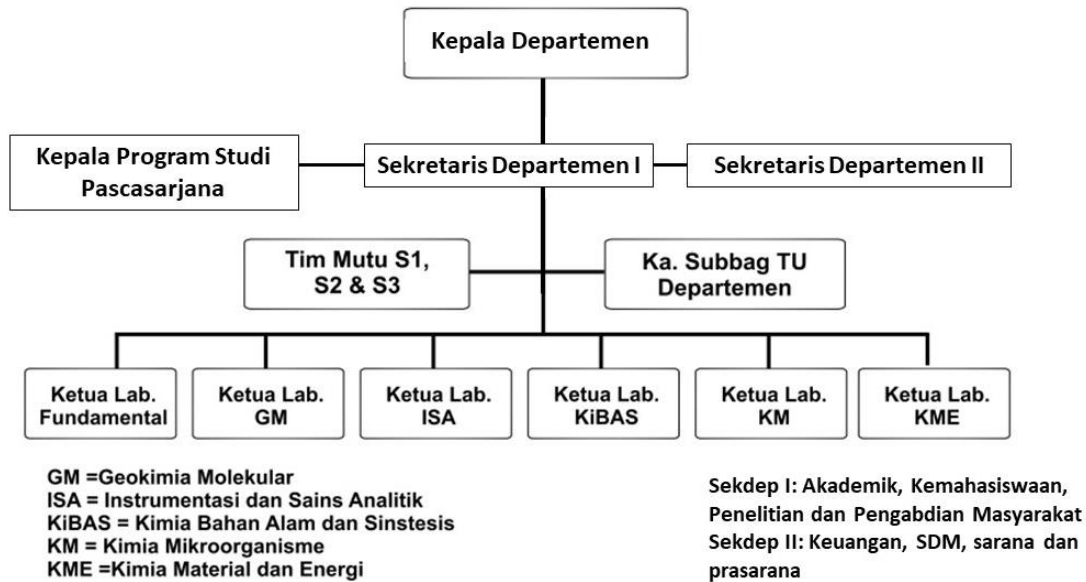 Kepala Departemen
Kepala Program Studi
Pascasarjana
Sekretaris Departemen I
Sekretaris Departemen II
Tim Mutu S1,
S2 & S3
Ka. Subbag TU
Departemen
Ketua Lab.
Fundamental
Ketua Lab.
GM
Ketua Lab.
ISA
Ketua Lab.
KiBAS
Ketua Lab.
KM
Ketua Lab.
KME
GM =Geokimia Molekular
ISA = Instrumentasi dan Sains Analitik
KiBAS = Kimia Bahan Alam dan Sinstesis
KM = Kimia Mikroorganisme
KME =Kimia Material dan Energi
Sekdep I: Akademik, Kemahasiswaan,
Penelitian dan Pengabdian Masyarakat
Sekdep II: Keuangan, SDM, sarana dan
prasarana